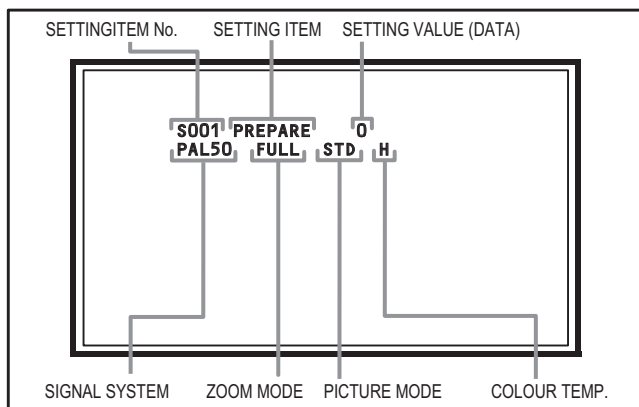 SETTINGITEM No. SETTING ITEM SETTING VALUE (DATA)
S001 PREPARE 0
PAL50 FULL STD H
SIGNAL SYSTEM ZOOM MODE PICTURE MODE COLOUR TEMP.